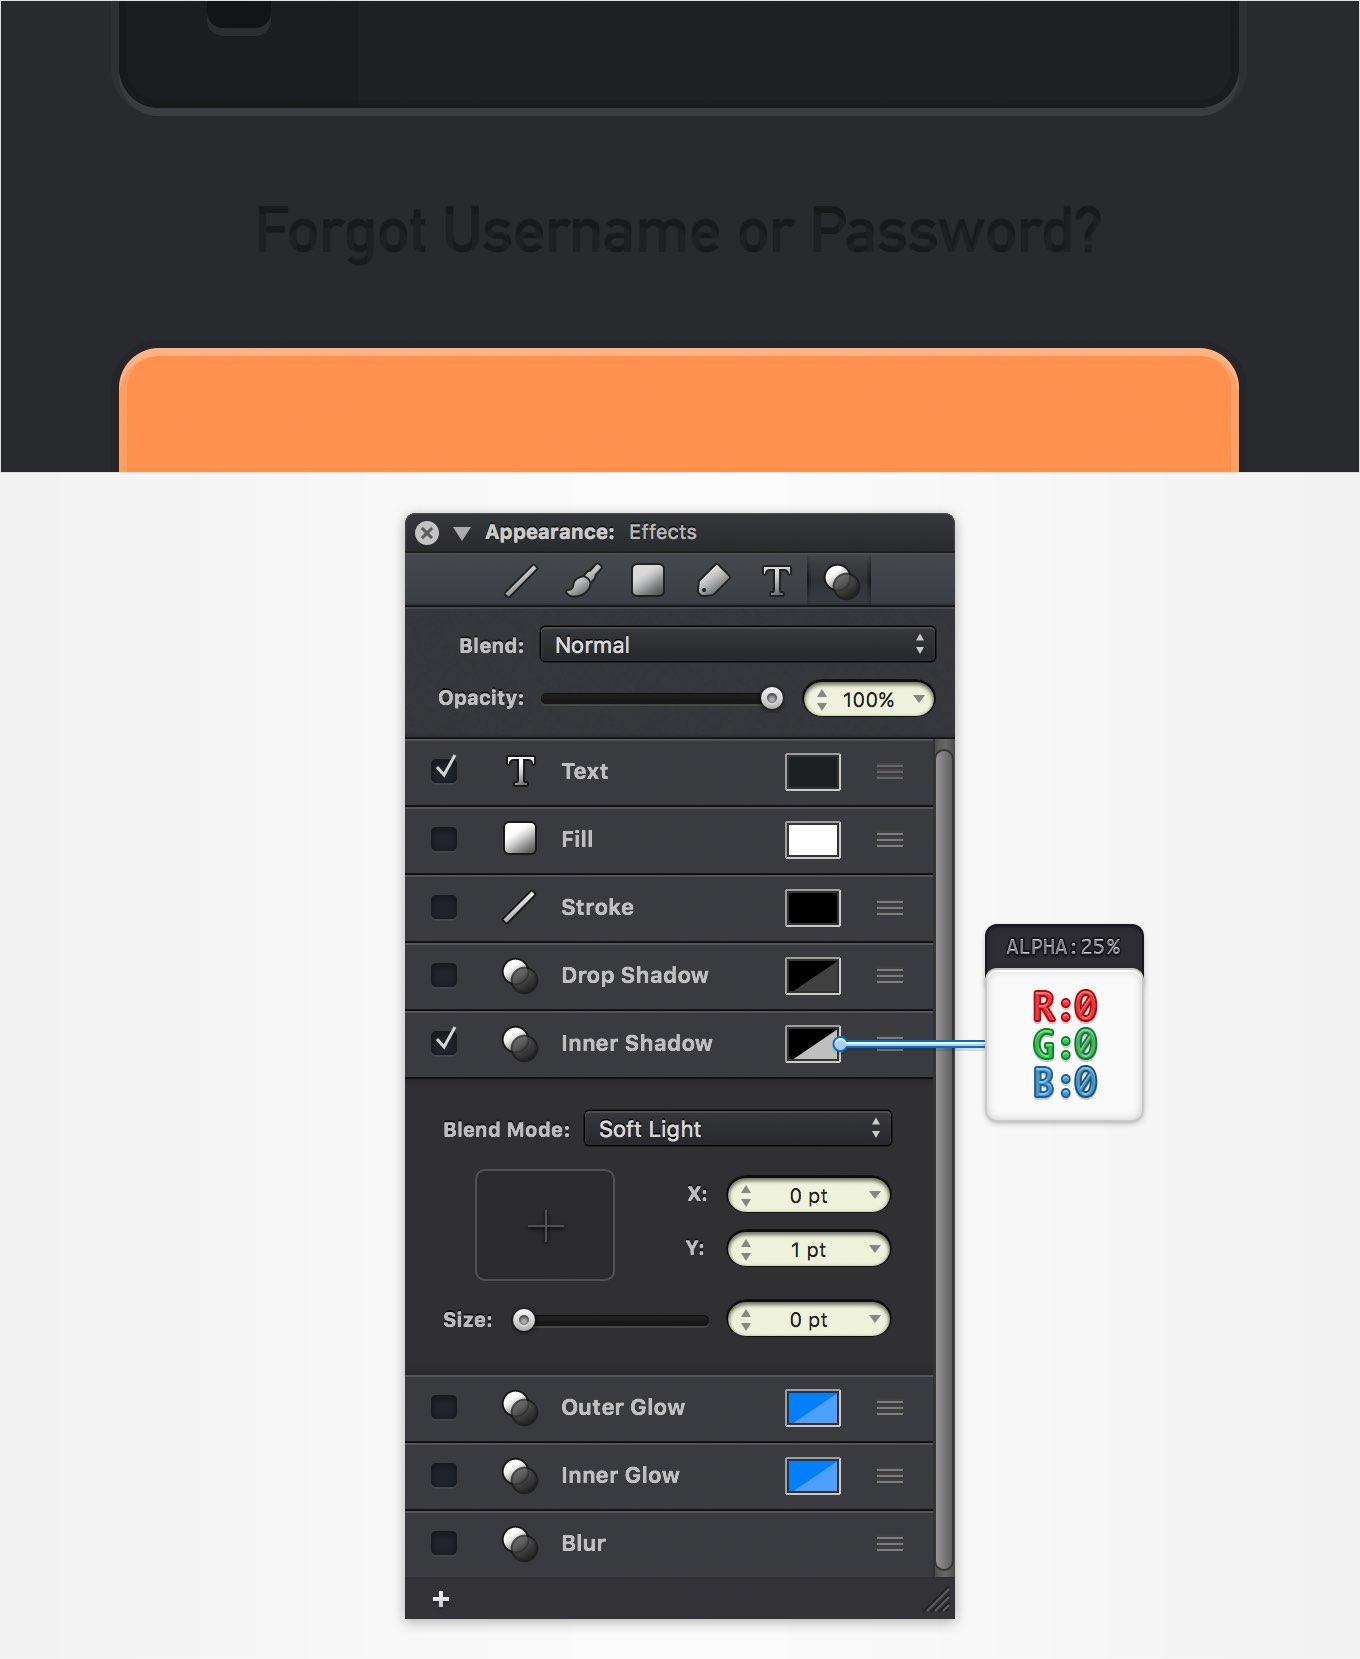 Forgot Username or Password?
Appearance: Effects
T
Blend: Normal
Opacity: 100%
T Text
Fill
Stroke
Drop Shadow
Inner Shadow
ALPHA:25%
R:0
G:0
B:0
Blend Mode: Soft Light
X: 0 pt
Y: 1 pt
Size: 0 pt
Outer Glow
Inner Glow
Blur